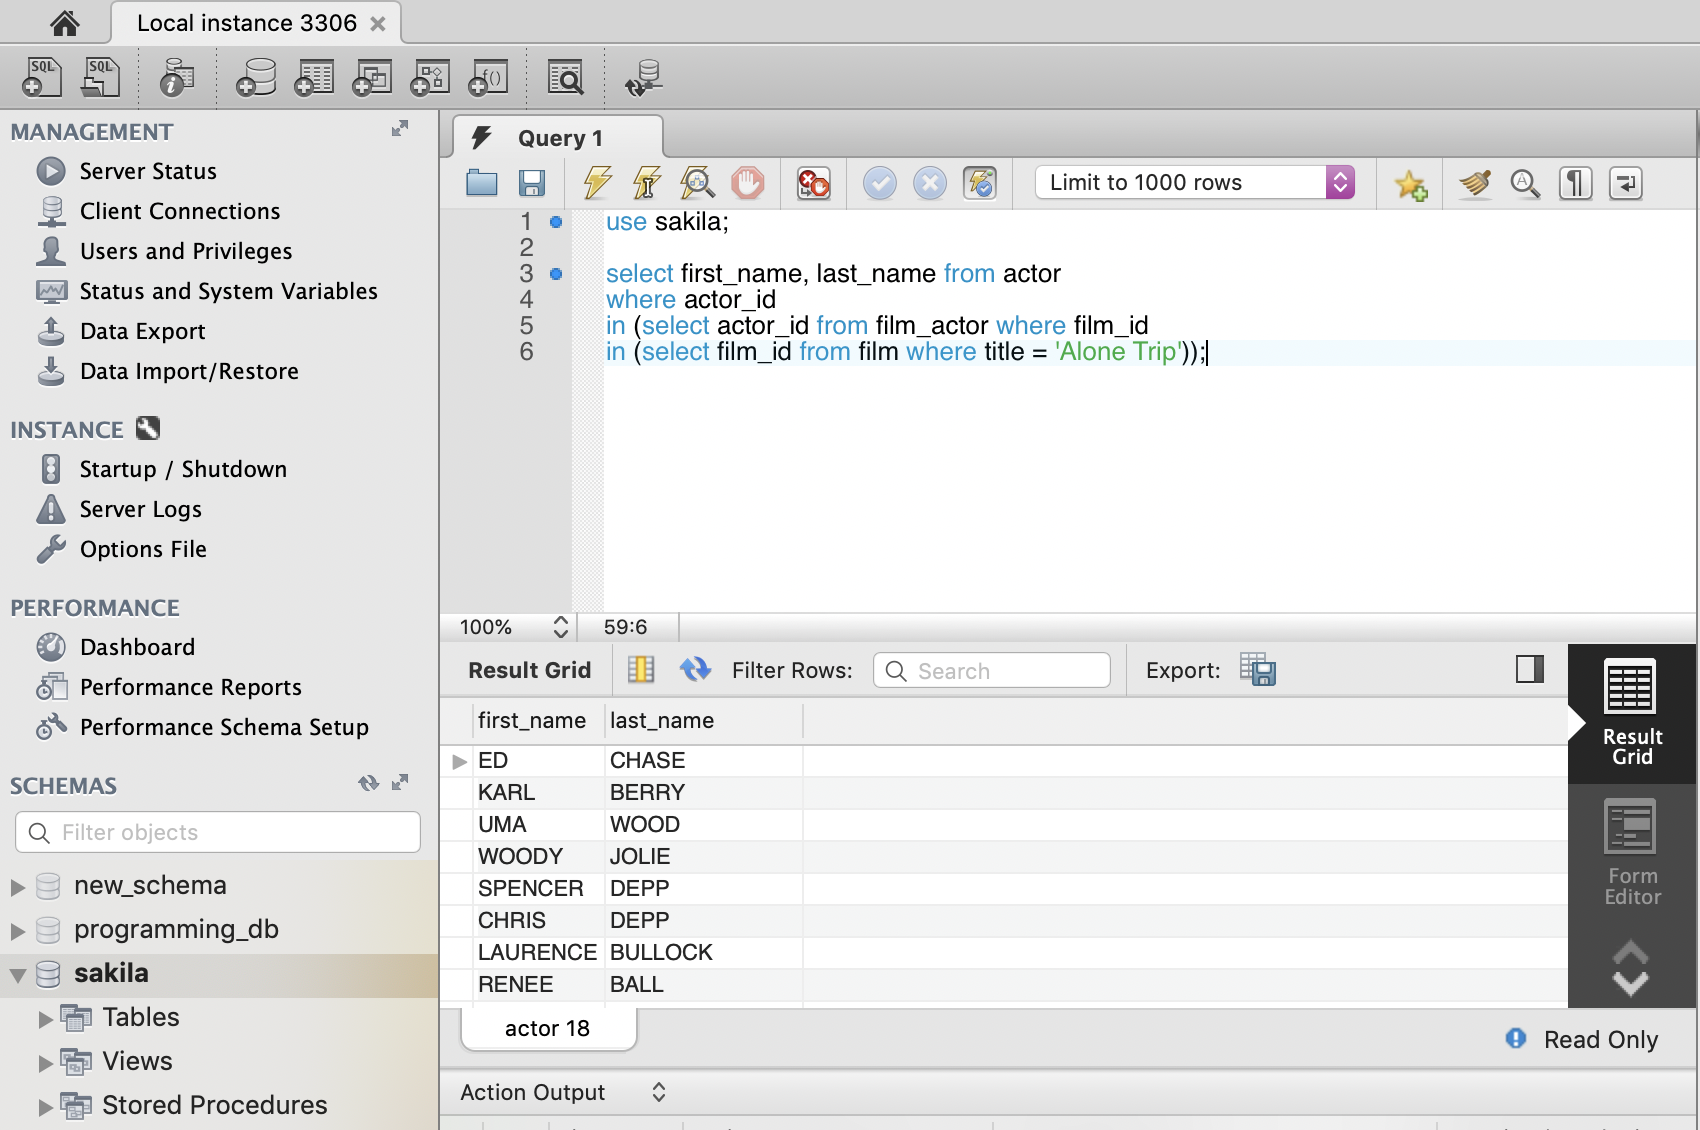 Local instance 3306
SQL
SQL
f()
MANAGEMENT
Server Status
Client Connections
Users and Privileges
Status and System Variables
Data Export
Data Import/Restore
INSTANCE
Startup / Shutdown
Server Logs
Options File
PERFORMANCE
Dashboard
Performance Reports
Performance Schema Setup
SCHEMAS
Filter objects
new_schema
programming_db
sakila
Tables
Views
Stored Procedures
Query 1
Limit to 1000 rows
1 use sakila;
2
3 select first_name, last_name from actor
4 where actor_id
5 in (select actor_id from film_actor where film_id
6 in (select film_id from film where title = 'Alone Trip'));
100% 59:6
Result Grid Filter Rows: Search Export:
first_name last_name
ED CHASE
KARL BERRY
UMA WOOD
WOODY JOLIE
SPENCER DEPP
CHRIS DEPP
LAURENCE BULLOCK
RENEE BALL
Result
Grid
Form
Editor
actor 18
Read Only
Action Output